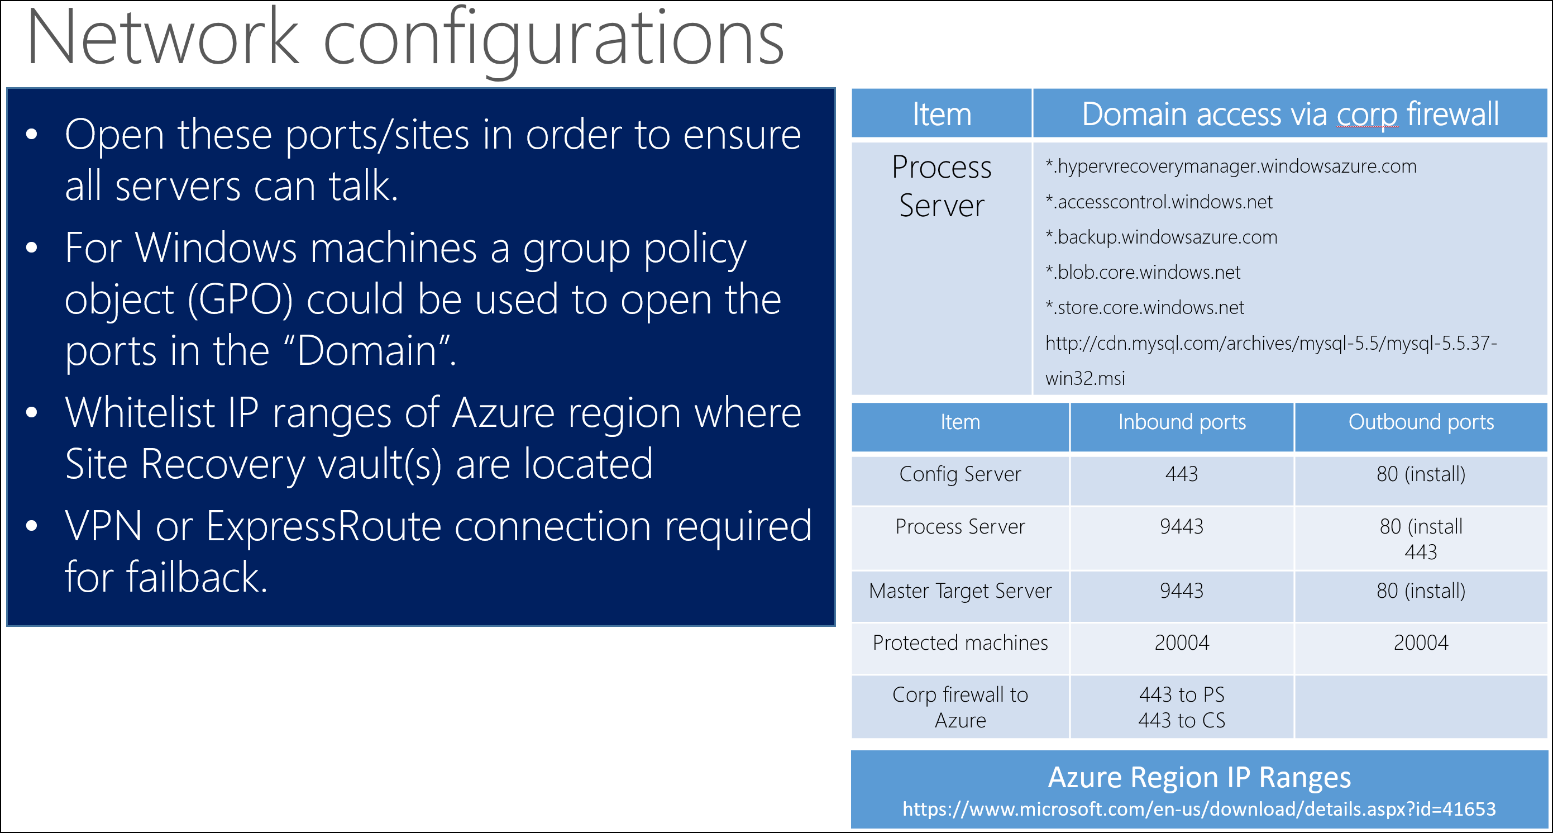 Network configurations
• Open these ports/sites in order to ensure
all servers can talk.
• For Windows machines a group policy
object (GPO) could be used to open the
ports in the “Domain”.
• Whitelist IP ranges of Azure region where
Site Recovery vault(s) are located
• VPN or ExpressRoute connection required
for failback.
Item Domain access via corp firewall
Process
Server
*.hypervrecoverymanager.windowsazure.com
*.accesscontrol.windows.net
*.backup.windowsazure.com
*.blob.core.windows.net
*.store.core.windows.net
http://cdn.mysql.com/archives/mysql-5.5/mysql-5.5.37-
win32.msi
Item Inbound ports Outbound ports
Config Server 443 80 (install)
Process Server 9443 80 (install
443
Master Target Server 9443 80 (install)
Protected machines 20004 20004
Corp firewall to 443 to PS
Azure 443 to CS
Azure Region IP Ranges
https://www.microsoft.com/en-us/download/details.aspx?id=41653